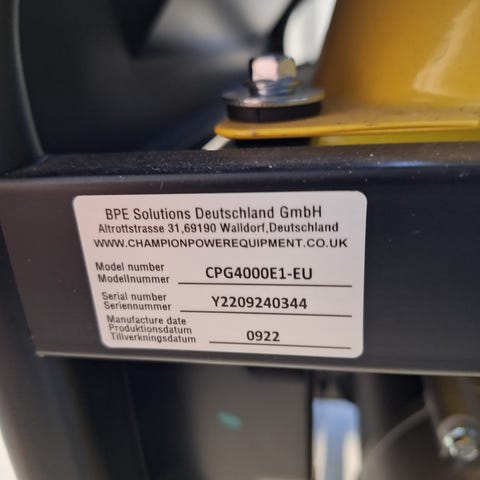 BPE Solutions Deutschland GmbH
Altrottstrasse 31,69190 Walldorf,Deutschland
WWW.CHAMPIONPOWEREQUIPMENT.CO.UK
Model number
Modellnummer
CPG4000E1-EU
Serial number
Seriennummer
Y2209240344
Manufacture date
Produktionsdatum
Tillverkningsdatum
0922